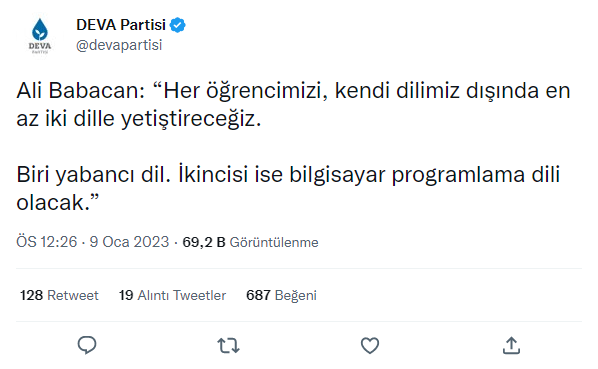 DEVA Partisi
@devapartisi
DEVA
PARTİSİ
Ali Babacan: “Her öğrencimizi, kendi dilimiz dışında en
az iki dille yetiştireceğiz.
Biri yabancı dil. İkincisi ise bilgisayar programlama dili
olacak.”
ÖS 12:26 · 9 Oca 2023 · 69,2 B Görüntülenme
128 Retweet 19 Alıntı Tweetler 687 Beğeni